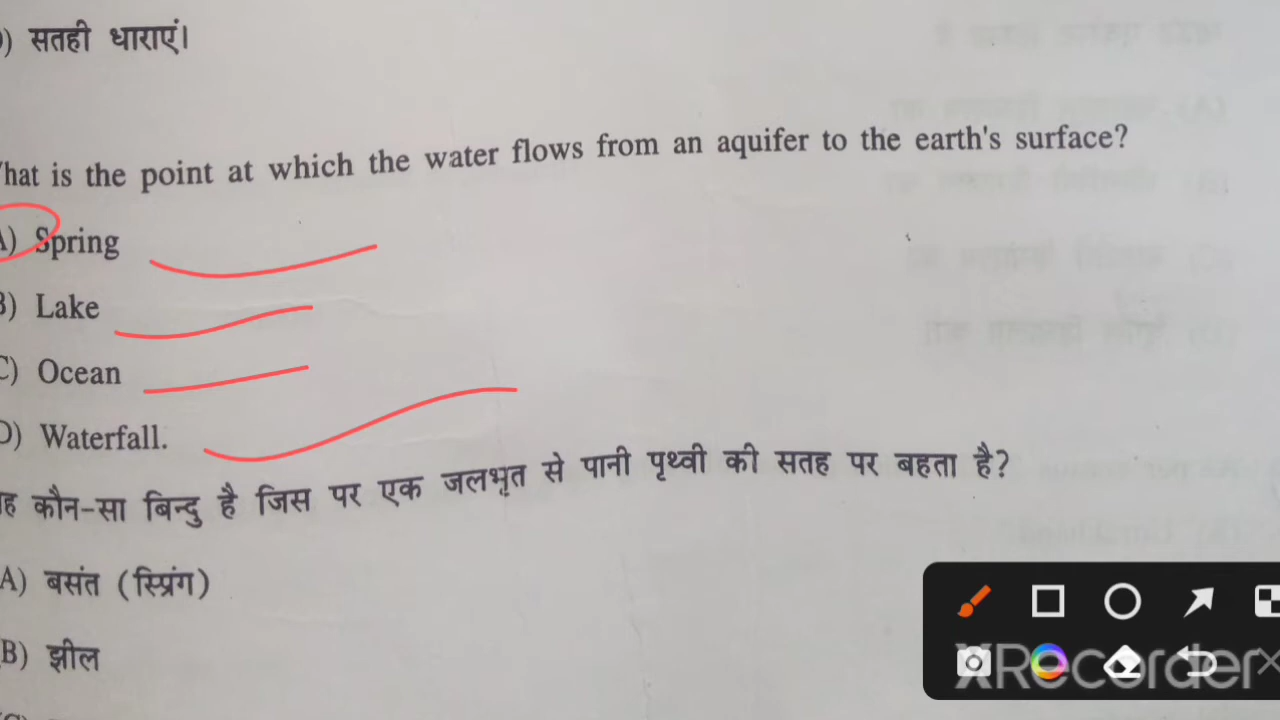 ) सतही धाराएं।
hat is the point at which the water flows from an aquifer to the earth's surface?
A) Spring
B) Lake
C) Ocean
D) Waterfall.
ह कौन-सा बिन्दु है जिस पर एक जलभृत से पानी पृथ्वी की सतह पर बहता है?
A) बसंत (स्प्रिंग)
B) झील
XRecorder